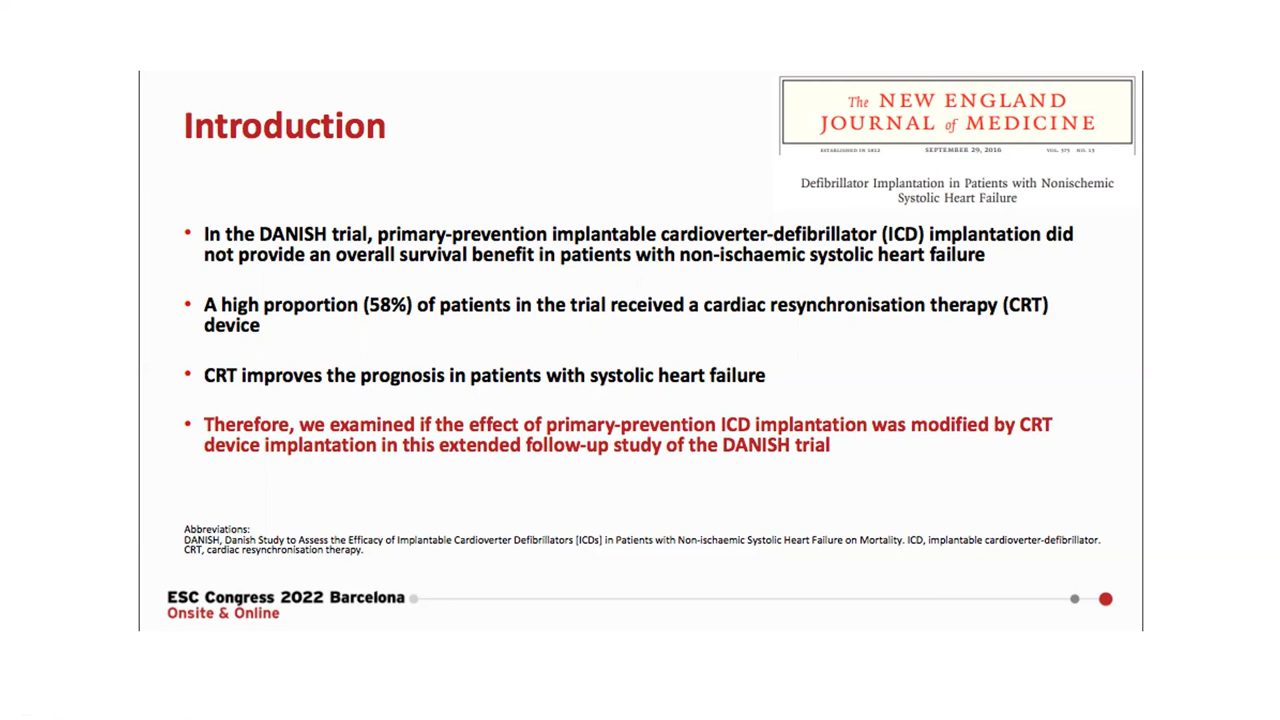 Introduction
The NEW ENGLAND
JOURNAL of MEDICINE
ESTABLISHED IN 1812 SEPTEMBER 29, 2016 VOL. 375 NO. 13
Defibrillator Implantation in Patients with Nonischemic
Systolic Heart Failure
• In the DANISH trial, primary-prevention implantable cardioverter-defibrillator (ICD) implantation did
not provide an overall survival benefit in patients with non-ischaemic systolic heart failure
• A high proportion (58%) of patients in the trial received a cardiac resynchronisation therapy (CRT)
device
• CRT improves the prognosis in patients with systolic heart failure
• Therefore, we examined if the effect of primary-prevention ICD implantation was modified by CRT
device implantation in this extended follow-up study of the DANISH trial
Abbreviations:
DANISH, Danish Study to Assess the Efficacy of Implantable Cardioverter Defibrillators [ICDs] in Patients with Non-ischaemic Systolic Heart Failure on Mortality. ICD, implantable cardioverter-defibrillator.
CRT, cardiac resynchronisation therapy.
ESC Congress 2022 Barcelona
Onsite & Online